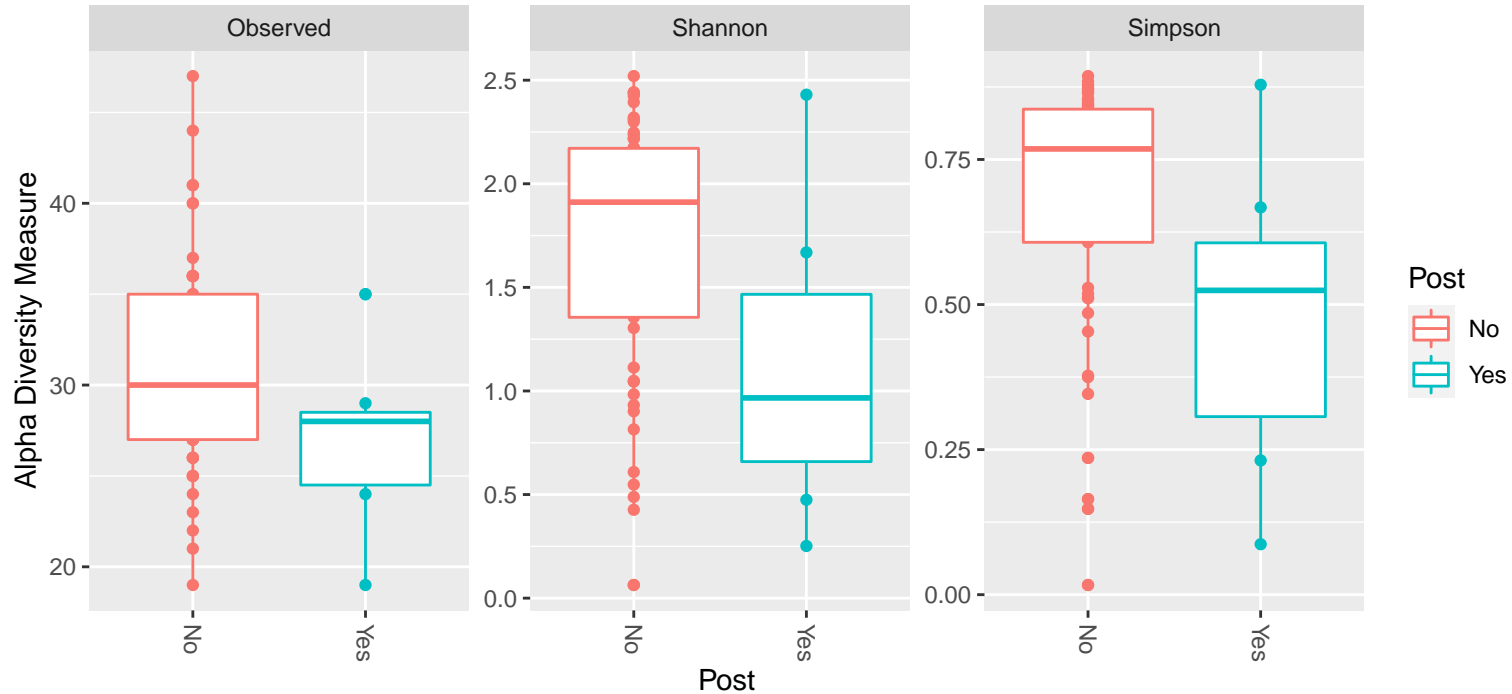 Observed
Shannon
Simpson
Alpha Diversity Measure
40
30
20
2.5
2.0
1.5
1.0
0.5
0.0
0.75
0.50
0.25
0.00
No
Yes
No
Yes
No
Yes
Post
Post
No
Yes